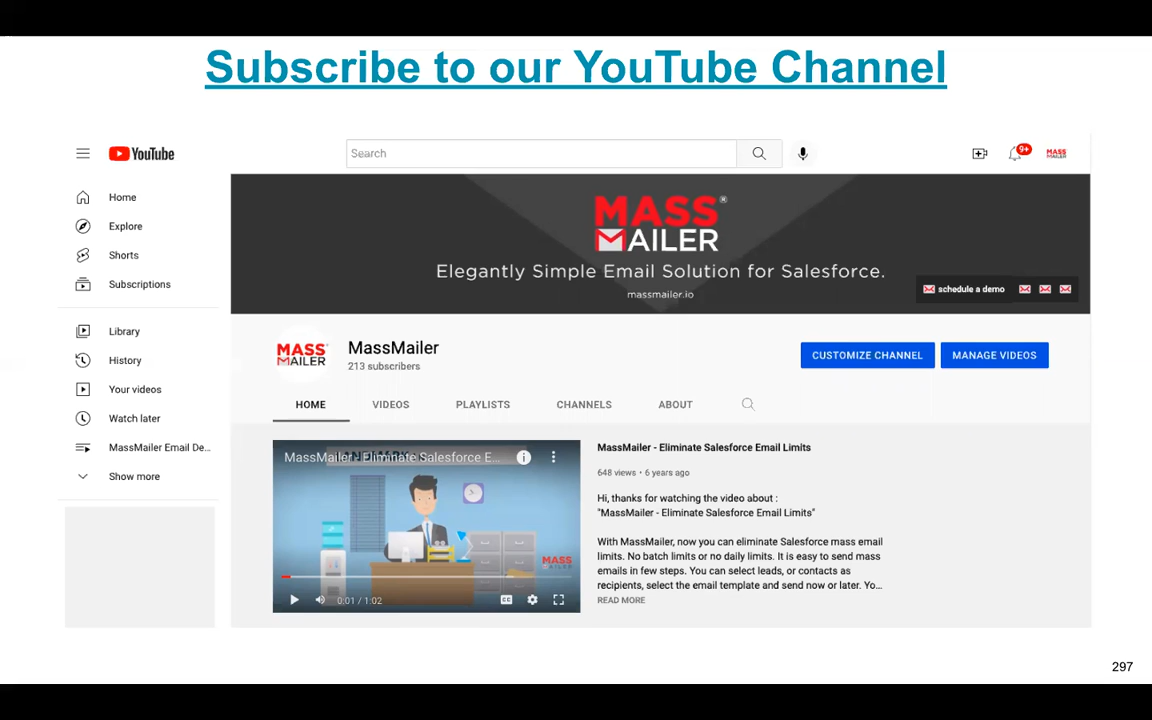 Subscribe to our YouTube Channel
YouTube
Search
9+
MASS
MAILER
Home
Explore
Shorts
Subscriptions
Library
History
Your videos
Watch later
MassMailer Email De...
Show more
MASS®
MAILER
Elegantly Simple Email Solution for Salesforce.
massmailer.io
schedule a demo
MASS
MAILER
MassMailer
213 subscribers
CUSTOMIZE CHANNEL
MANAGE VIDEOS
HOME
VIDEOS
PLAYLISTS
CHANNELS
ABOUT
MassMailer - Eliminate Salesforce E...
MASS
MAILER
0:01 / 1:02
CC
MassMailer - Eliminate Salesforce Email Limits
648 views • 6 years ago
Hi, thanks for watching the video about :
"MassMailer - Eliminate Salesforce Email Limits"
With MassMailer, now you can eliminate Salesforce mass email
limits. No batch limits or no daily limits. It is easy to send mass
emails in few steps. You can select leads, or contacts as
recipients, select the email template and send now or later. Yo...
READ MORE
297